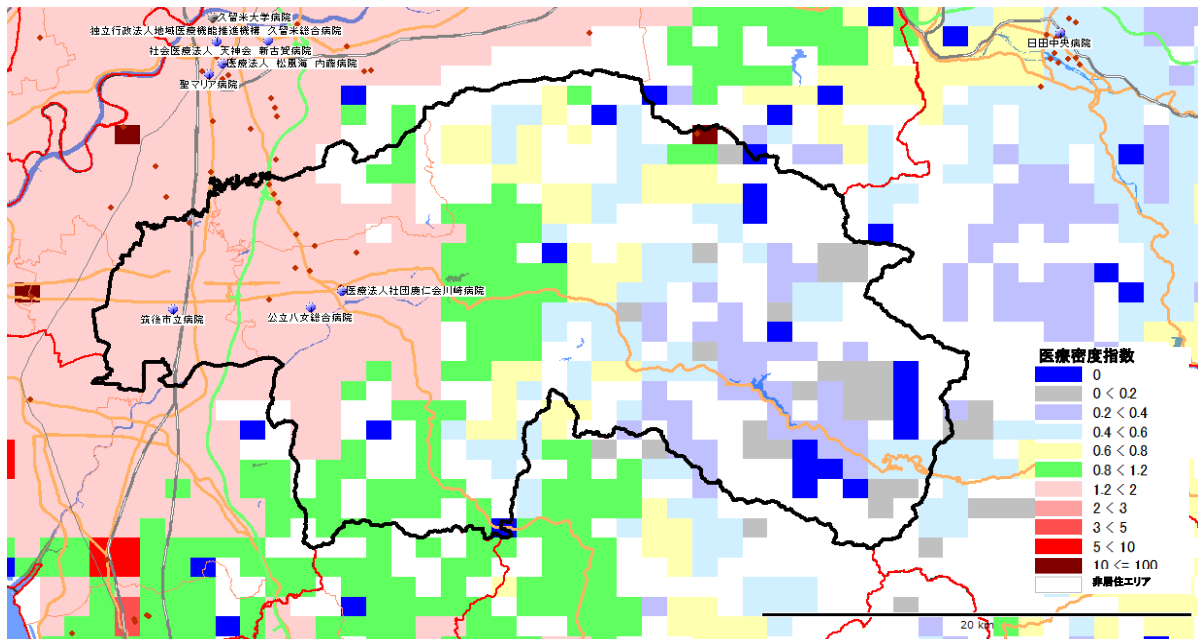 久留米大学病院
独立行政法人地域医療機能推進機構 久留米総合病院
社会医療法人 天神会 新古賀病院
医療法人 松風海 内藤病院
聖マリア病院
日田中央病院
医療法人社団慶仁会川崎病院
筑後市立病院
公立八女総合病院
医療密度指数
0
0 < 0.2
0.2 < 0.4
0.4 < 0.6
0.6 < 0.8
0.8 < 1.2
1.2 < 2
2 < 3
3 < 5
5 < 10
10 <= 100
非居住エリア
20 km